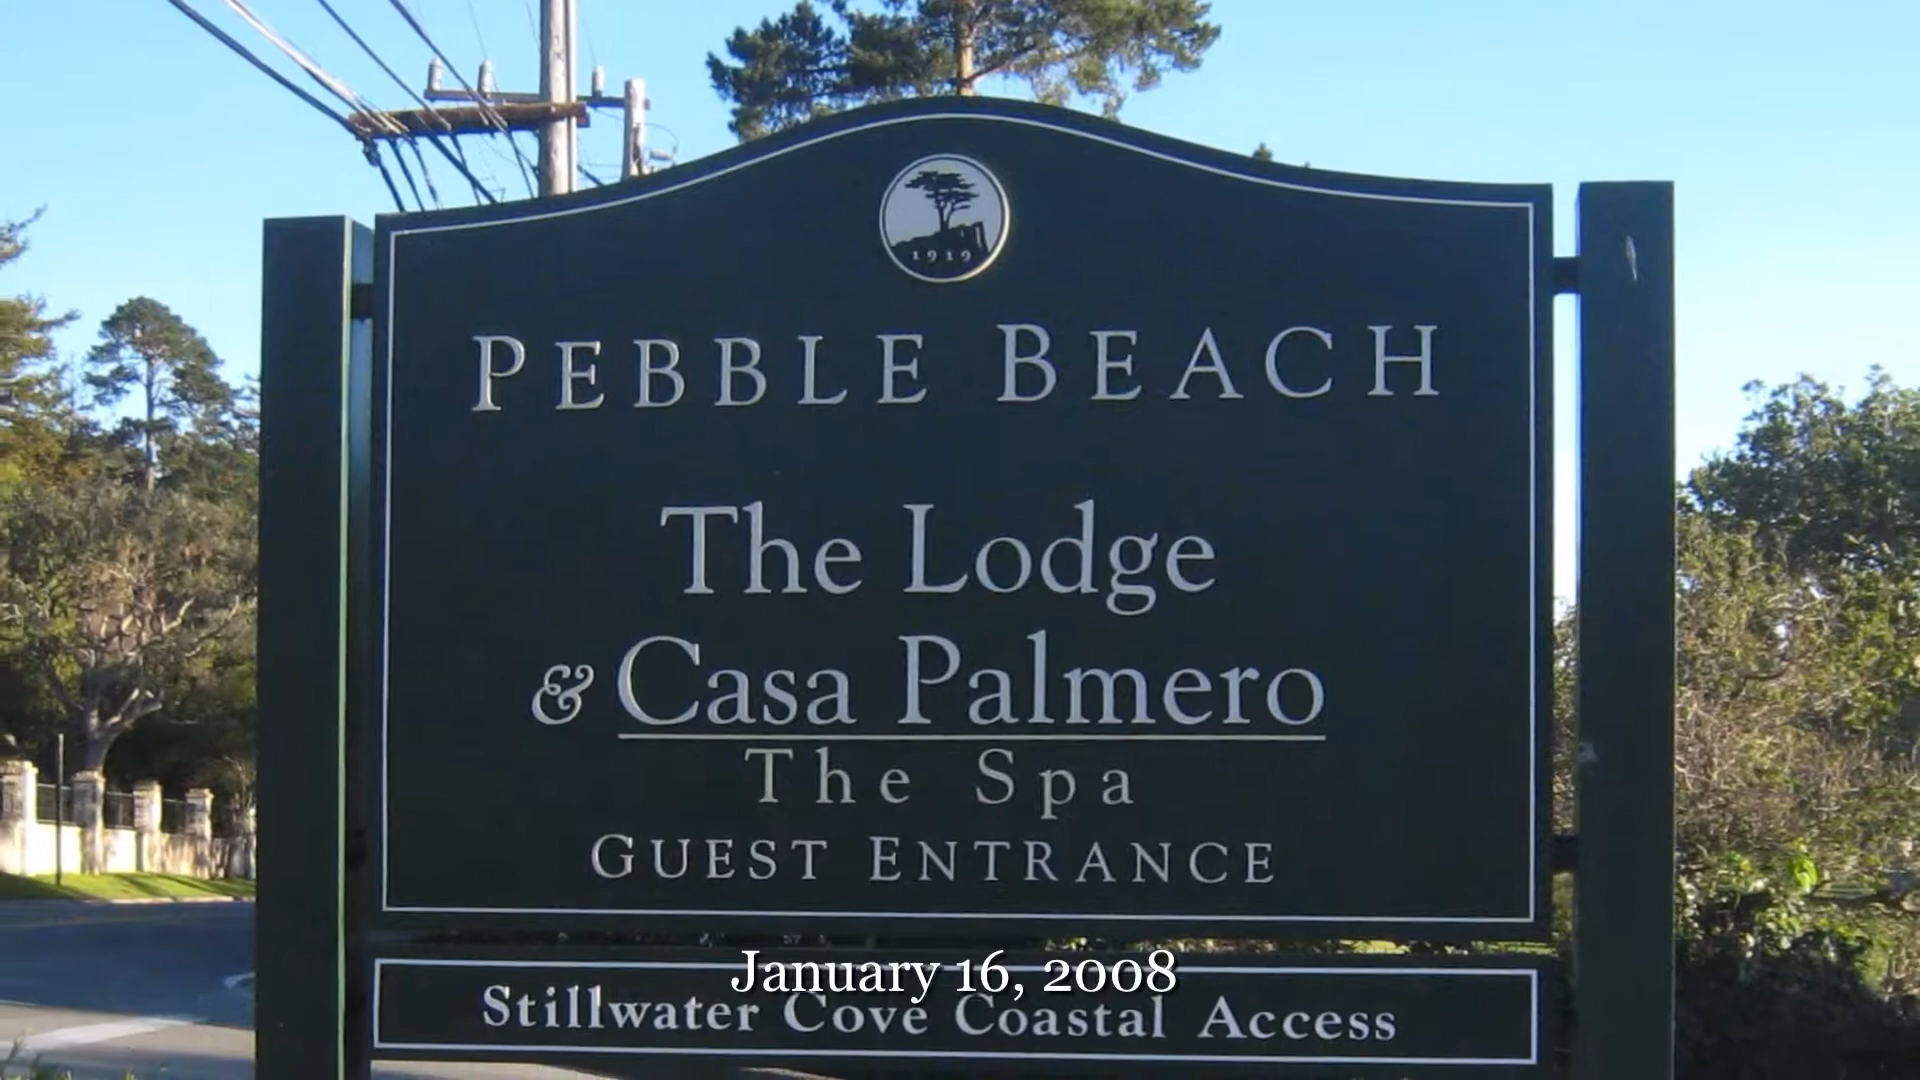 1919
PEBBLE BEACH
The Lodge
& Casa Palmero
The Spa
GUEST ENTRANCE
January 16, 2008
Stillwater Cove Coastal Access